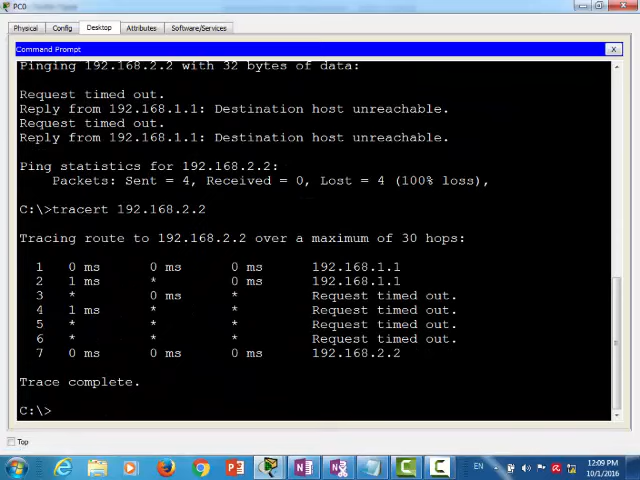 PC0
Physical Config Desktop Attributes Software/Services
Command Prompt X
Pinging 192.168.2.2 with 32 bytes of data:
Request timed out.
Reply from 192.168.1.1: Destination host unreachable.
Request timed out.
Reply from 192.168.1.1: Destination host unreachable.
Ping statistics for 192.168.2.2:
Packets: Sent = 4, Received = 0, Lost = 4 (100% loss),
C:\>tracert 192.168.2.2
Tracing route to 192.168.2.2 over a maximum of 30 hops:
1 0 ms 0 ms 0 ms 192.168.1.1
2 1 ms * 0 ms 192.168.1.1
3 * 0 ms * Request timed out.
4 1 ms * * Request timed out.
5 * * * Request timed out.
6 * * * Request timed out.
7 0 ms 0 ms 0 ms 192.168.2.2
Trace complete.
C:\>
Top
EN
12:09 PM
10/1/2016